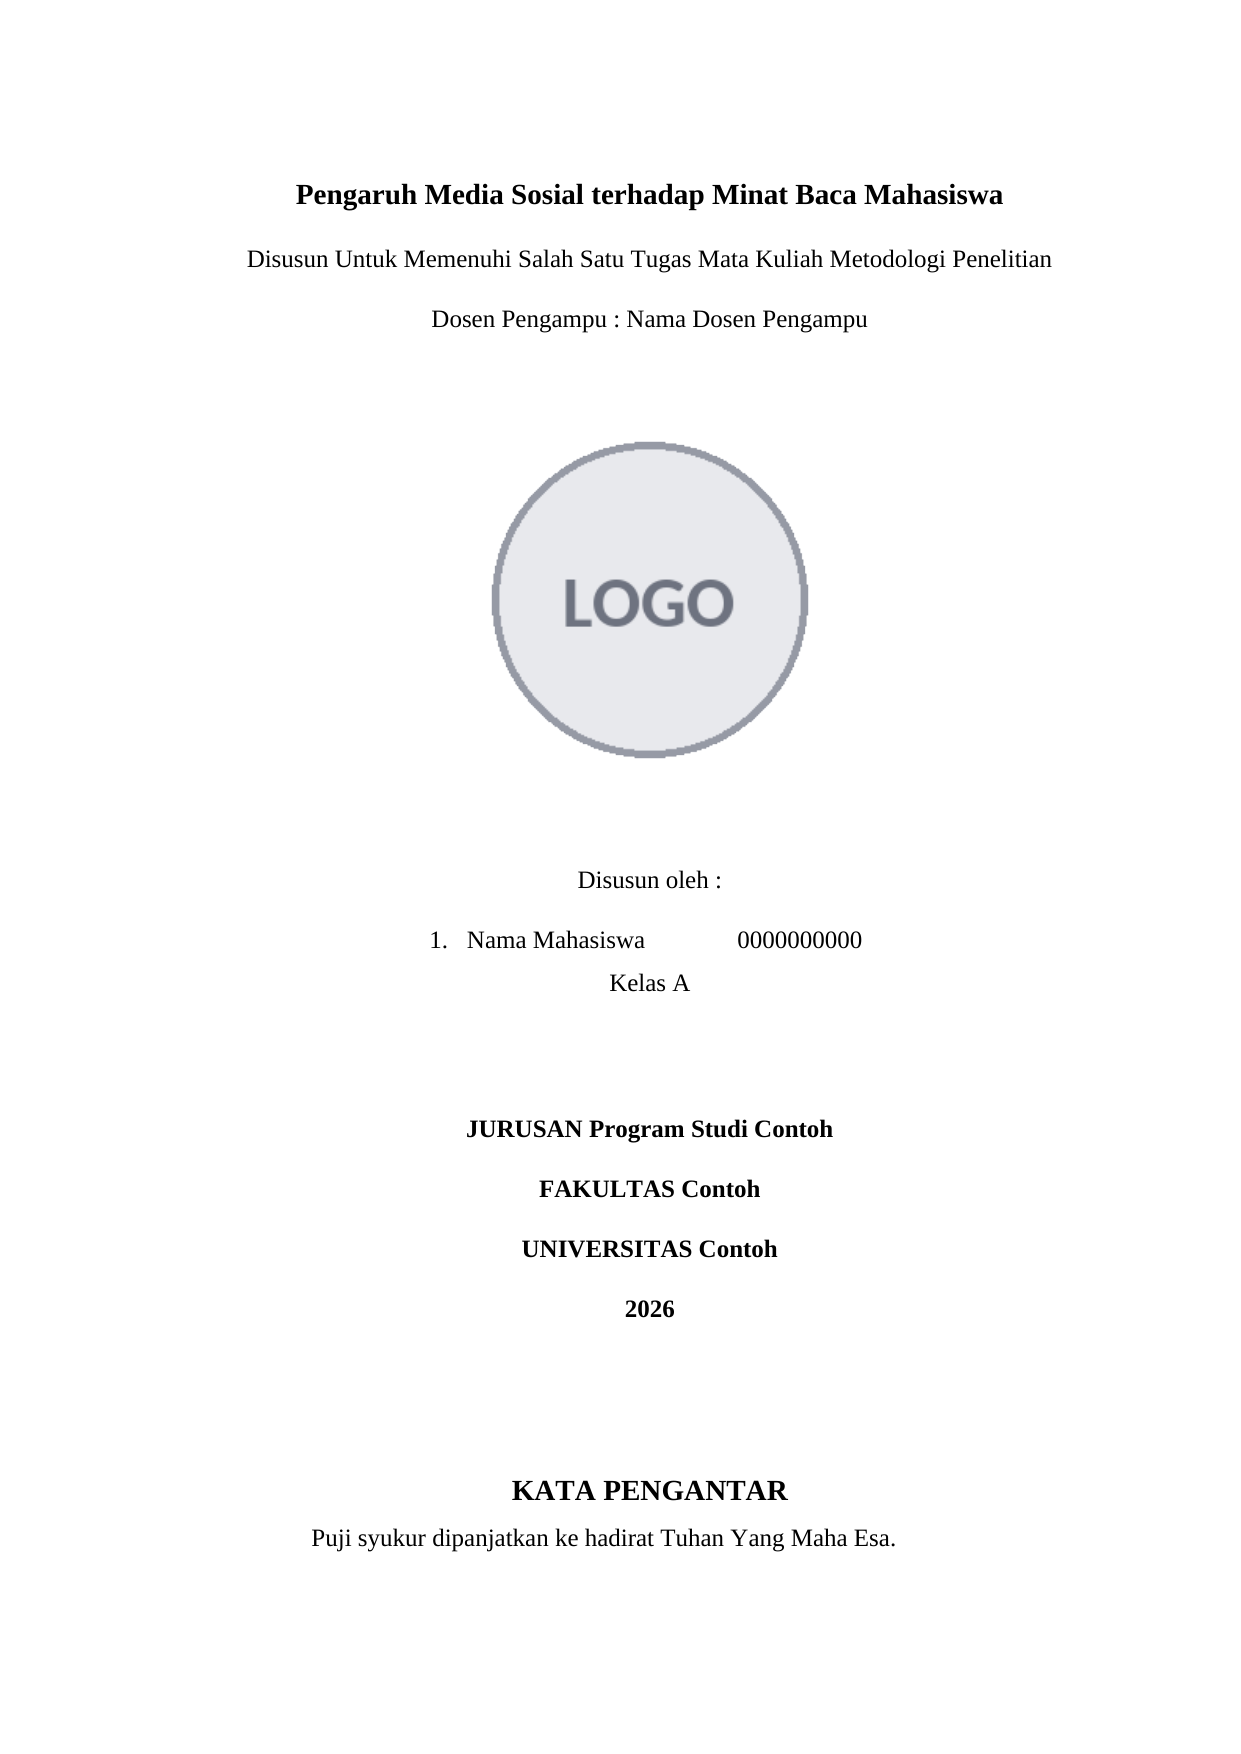 Pengaruh Media Sosial terhadap Minat Baca Mahasiswa
Disusun Untuk Memenuhi Salah Satu Tugas Mata Kuliah Metodologi Penelitian
Dosen Pengampu : Nama Dosen Pengampu
LOGO
Disusun oleh :
1. Nama Mahasiswa 0000000000
Kelas A
JURUSAN Program Studi Contoh
FAKULTAS Contoh
UNIVERSITAS Contoh
2026
KATA PENGANTAR
Puji syukur dipanjatkan ke hadirat Tuhan Yang Maha Esa.